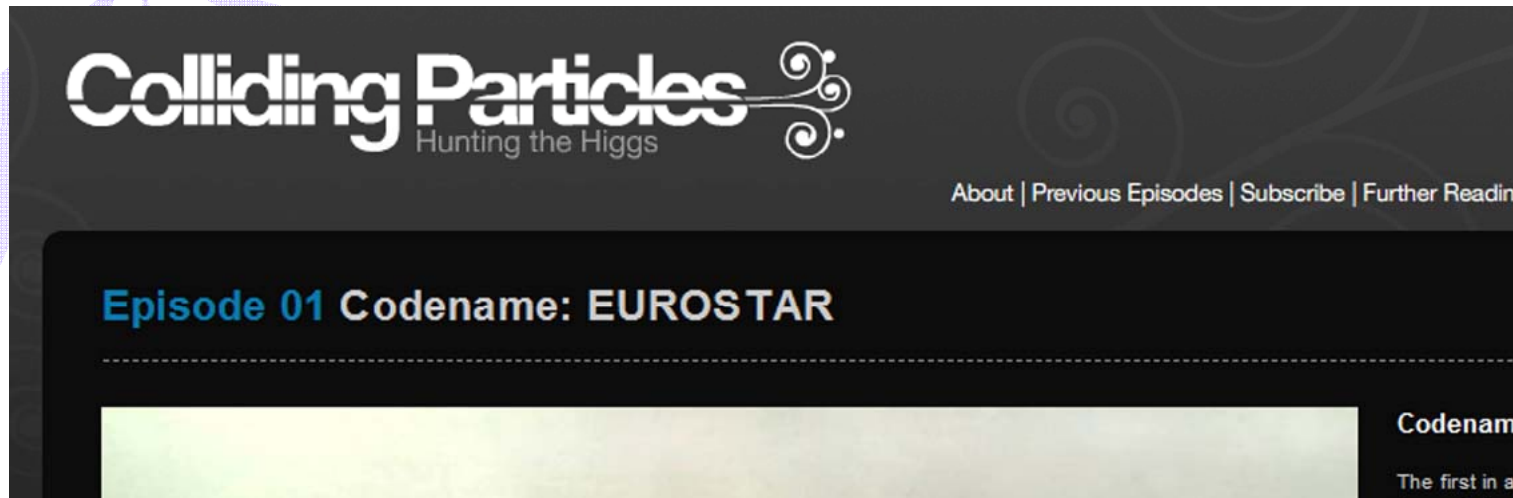 Colliding Particles
Hunting the Higgs
About | Previous Episodes | Subscribe | Further Readin
Episode 01 Codename: EUROSTAR
Codenam
The first in a